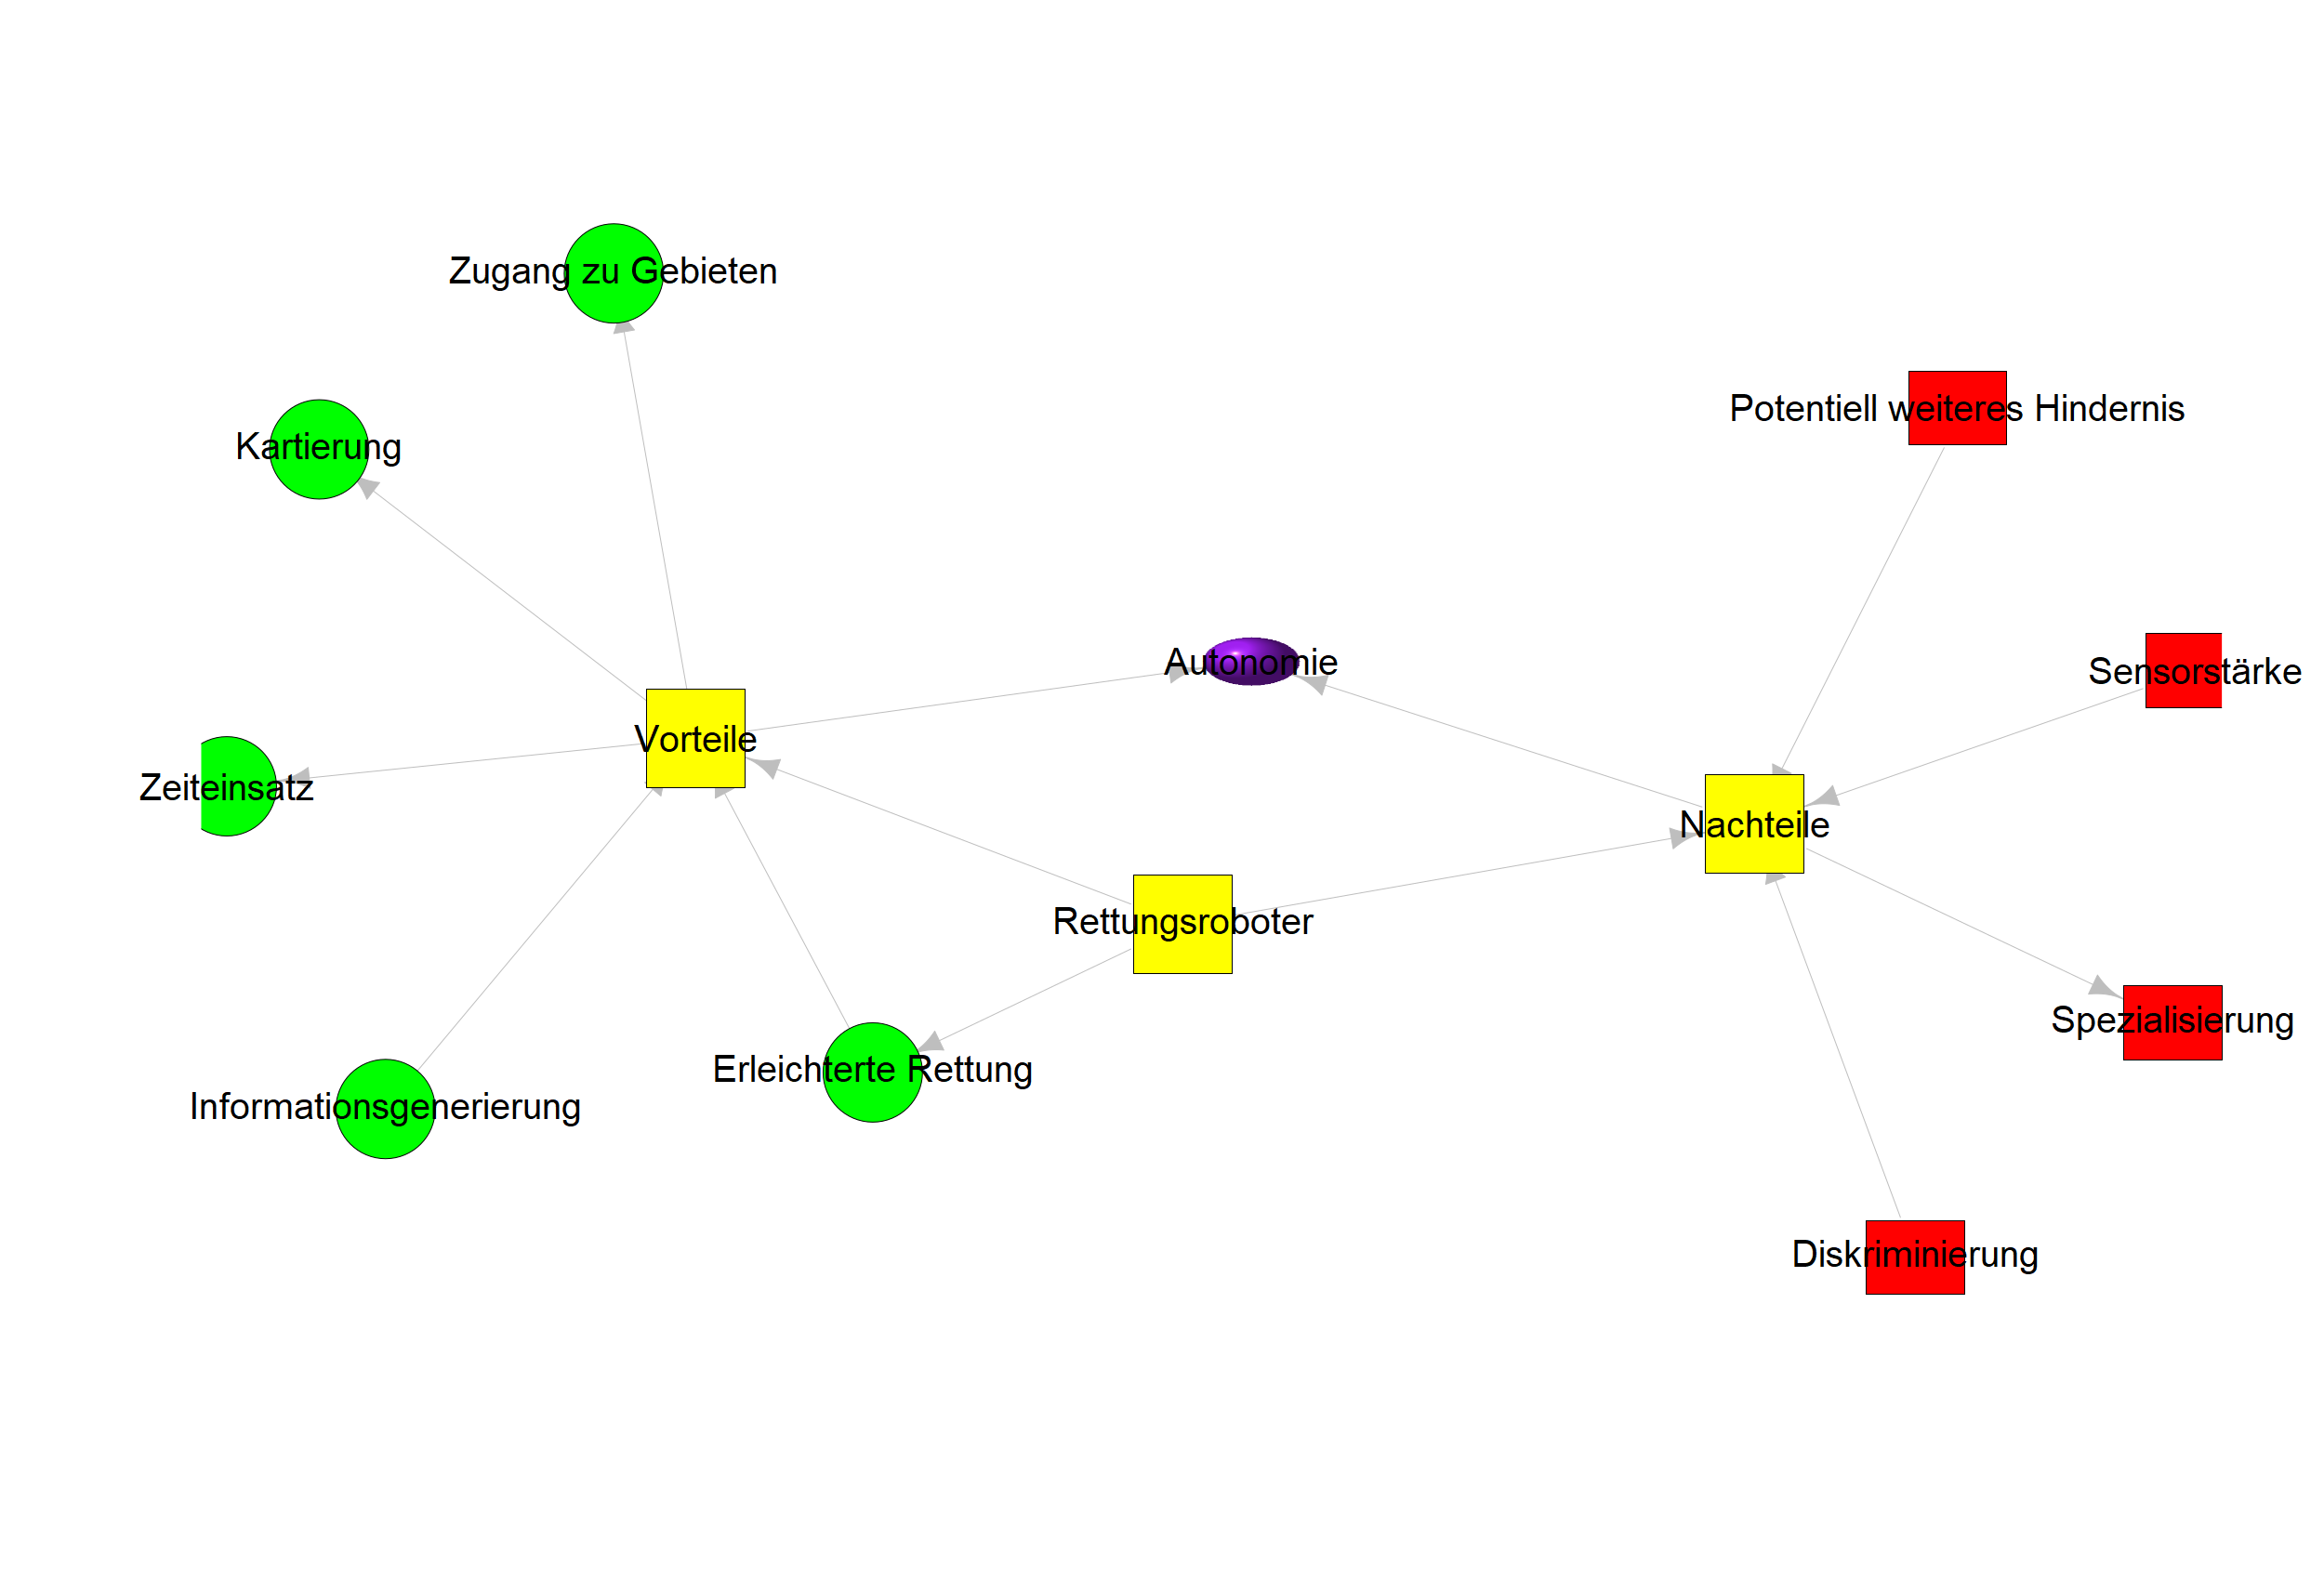 Zugang zu Gebieten
Potentiell weiteres Hindernis
Kartierung
Autonomie
Sensorstärke
Vorteile
Zeiteinsatz
Nachteile
Rettungsroboter
Spezialisierung
Erleichterte Rettung
Informationsgenerierung
Diskriminierung